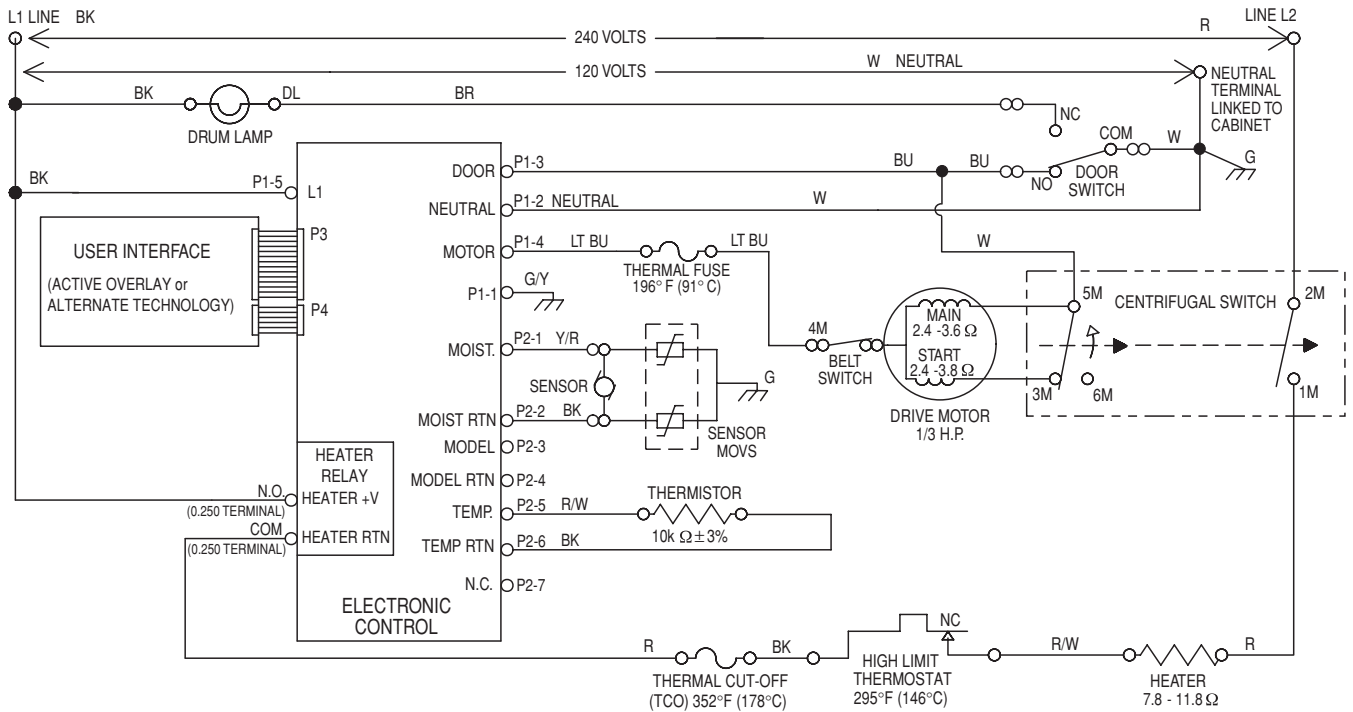 L1 LINE BK
R
LINE L2
240 VOLTS
W NEUTRAL
120 VOLTS
NEUTRAL
TERMINAL
LINKED TO
CABINET
BK
DL
BR
NC
DRUM LAMP
COM
W
G
DOOR
SWITCH
NO
DOOR
P1-3
BU
BU
BK
P1-5
L1
NEUTRAL
P1-2 NEUTRAL
W
USER INTERFACE
(ACTIVE OVERLAY or
ALTERNATE TECHNOLOGY)
P3
P4
MOTOR
P1-4
LT BU
LT BU
THERMAL FUSE
196° F (91° C)
W
P1-1
G/Y
5M
CENTRIFUGAL SWITCH
2M
MAIN
2.4 -3.6 Ω
START
2.4 -3.8 Ω
4M
BELT
SWITCH
3M
6M
1M
DRIVE MOTOR
1/3 H.P.
MOIST.
P2-1
Y/R
SENSOR
G
MOIST RTN
P2-2
BK
SENSOR
MOVS
MODEL
P2-3
MODEL RTN
P2-4
HEATER
RELAY
N.O.
(0.250 TERMINAL)
HEATER +V
COM
(0.250 TERMINAL)
HEATER RTN
TEMP.
P2-5
R/W
THERMISTOR
10k Ω ± 3%
TEMP RTN
P2-6
BK
N.C.
P2-7
ELECTRONIC
CONTROL
R
BK
THERMAL CUT-OFF
(TCO) 352°F (178°C)
NC
HIGH LIMIT
THERMOSTAT
295°F (146°C)
R/W
R
HEATER
7.8 - 11.8 Ω